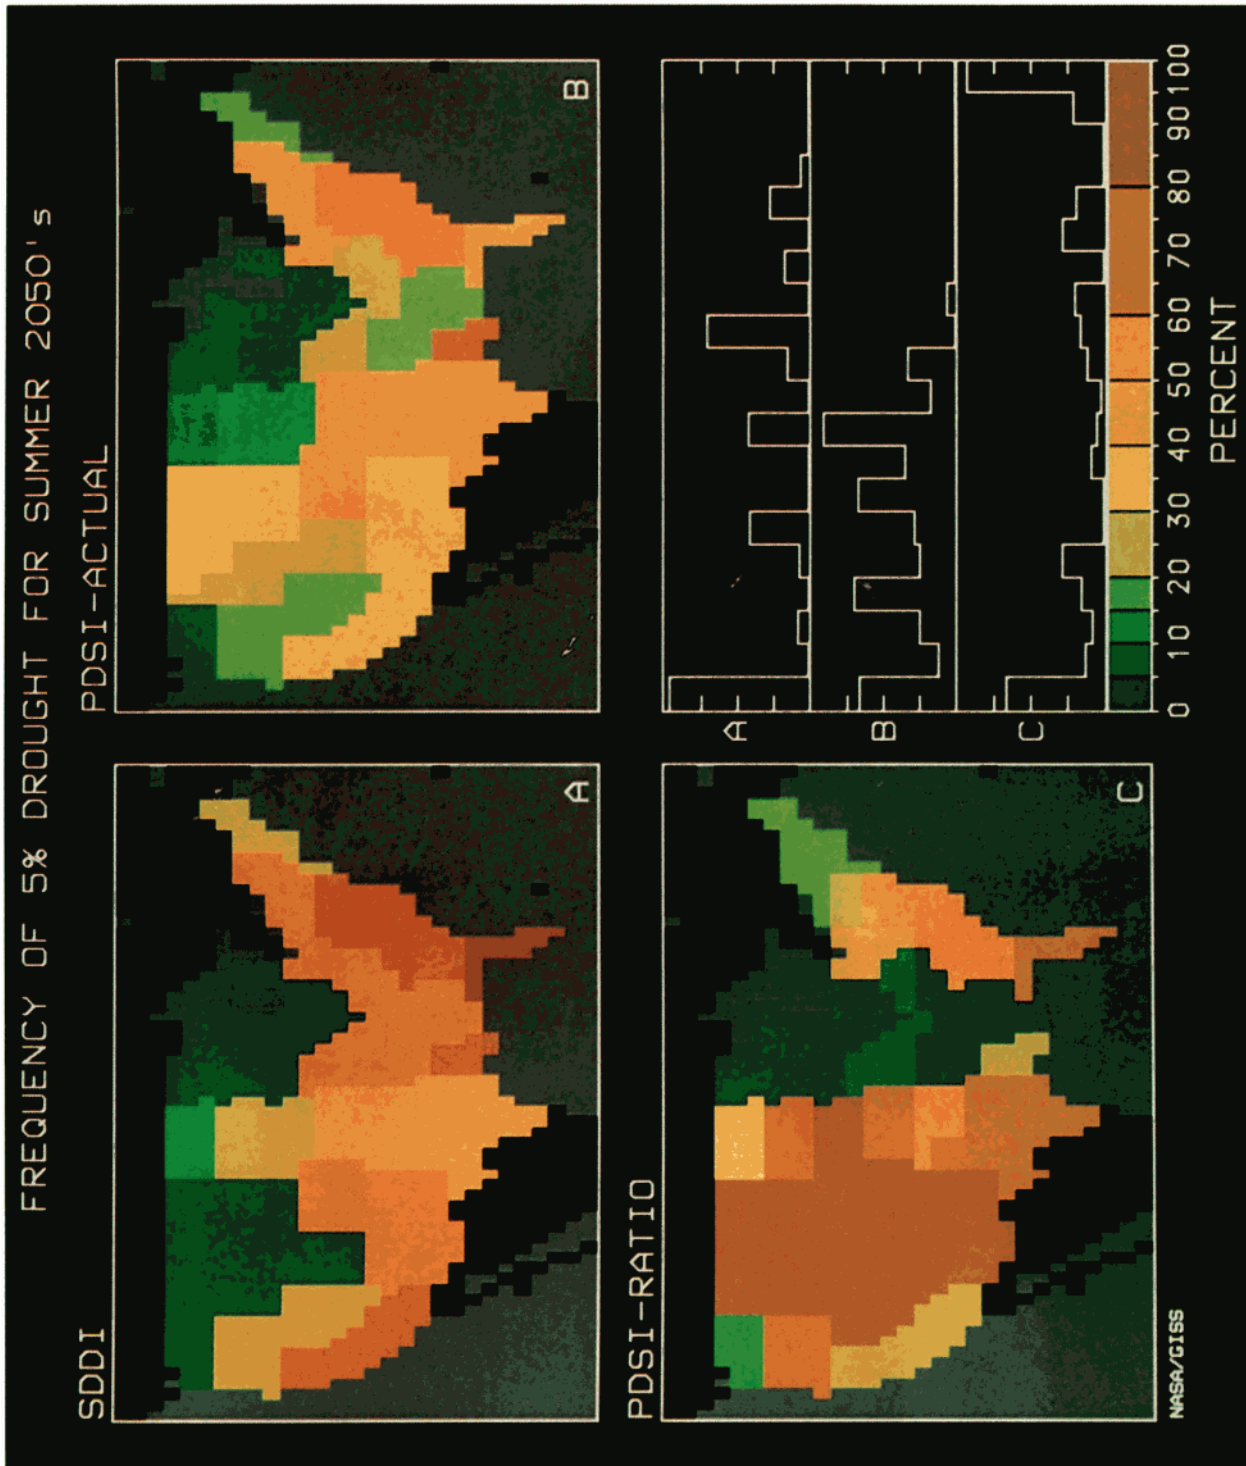 FREQUENCY OF 5% DROUGHT FOR SUMMER 2050's
SDDI
A
PDSI-ACTUAL
B
PDSI-RATIO
C
A
B
C
0 10 20 30 40 50 60 70 80 90 100
PERCENT
NASA/GISS